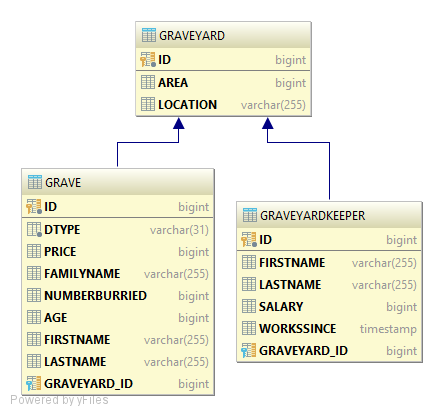 GRAVEYARD
ID bigint
AREA bigint
LOCATION varchar(255)
GRAVE
ID bigint
DTYPE varchar(31)
PRICE bigint
FAMILYNAME varchar(255)
NUMBERBURRIED bigint
AGE bigint
FIRSTNAME varchar(255)
LASTNAME varchar(255)
GRAVEYARD_ID bigint
GRAVEYARDKEEPER
ID bigint
FIRSTNAME varchar(255)
LASTNAME varchar(255)
SALARY bigint
WORKSSINCE timestamp
GRAVEYARD_ID bigint
Powered by yFiles